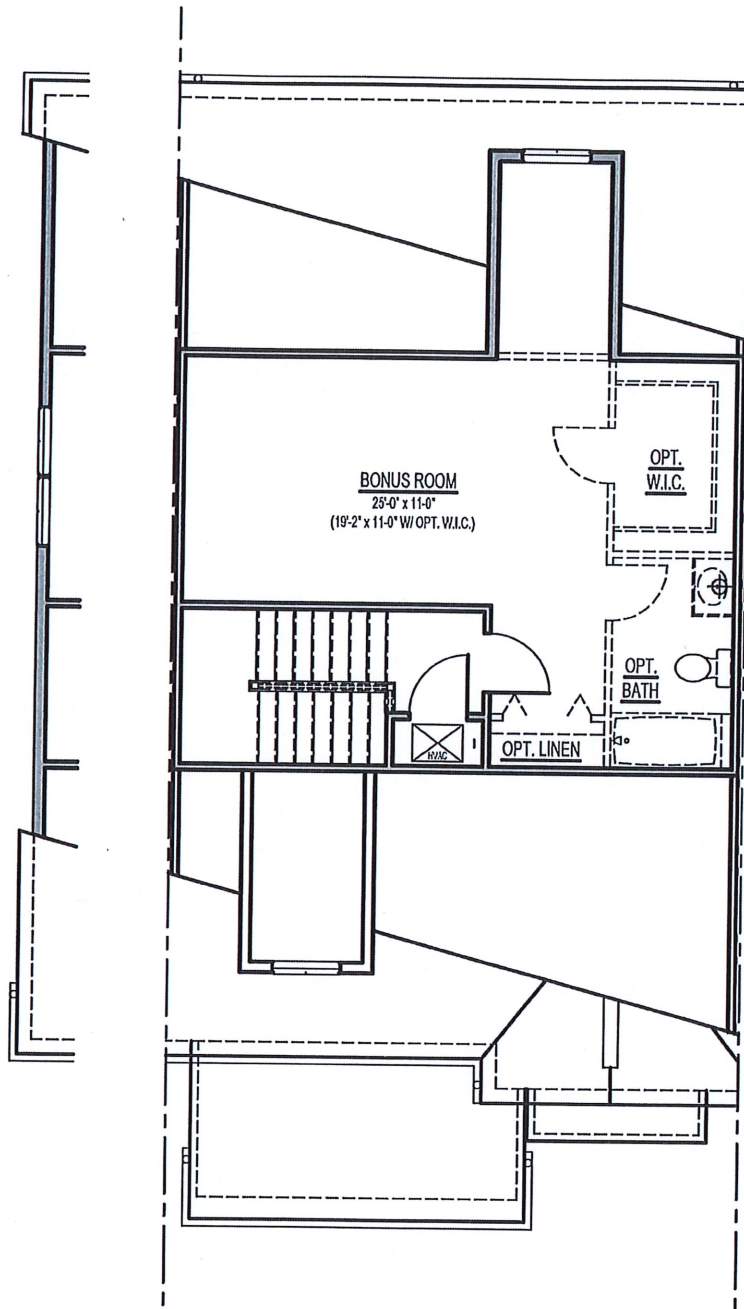 BONUS ROOM
25'-0" x 11'-0"
(19'-2" x 11'-0" W/ OPT. W.I.C.)
OPT.
W.I.C.
OPT.
BATH
OPT. LINEN
HVAC